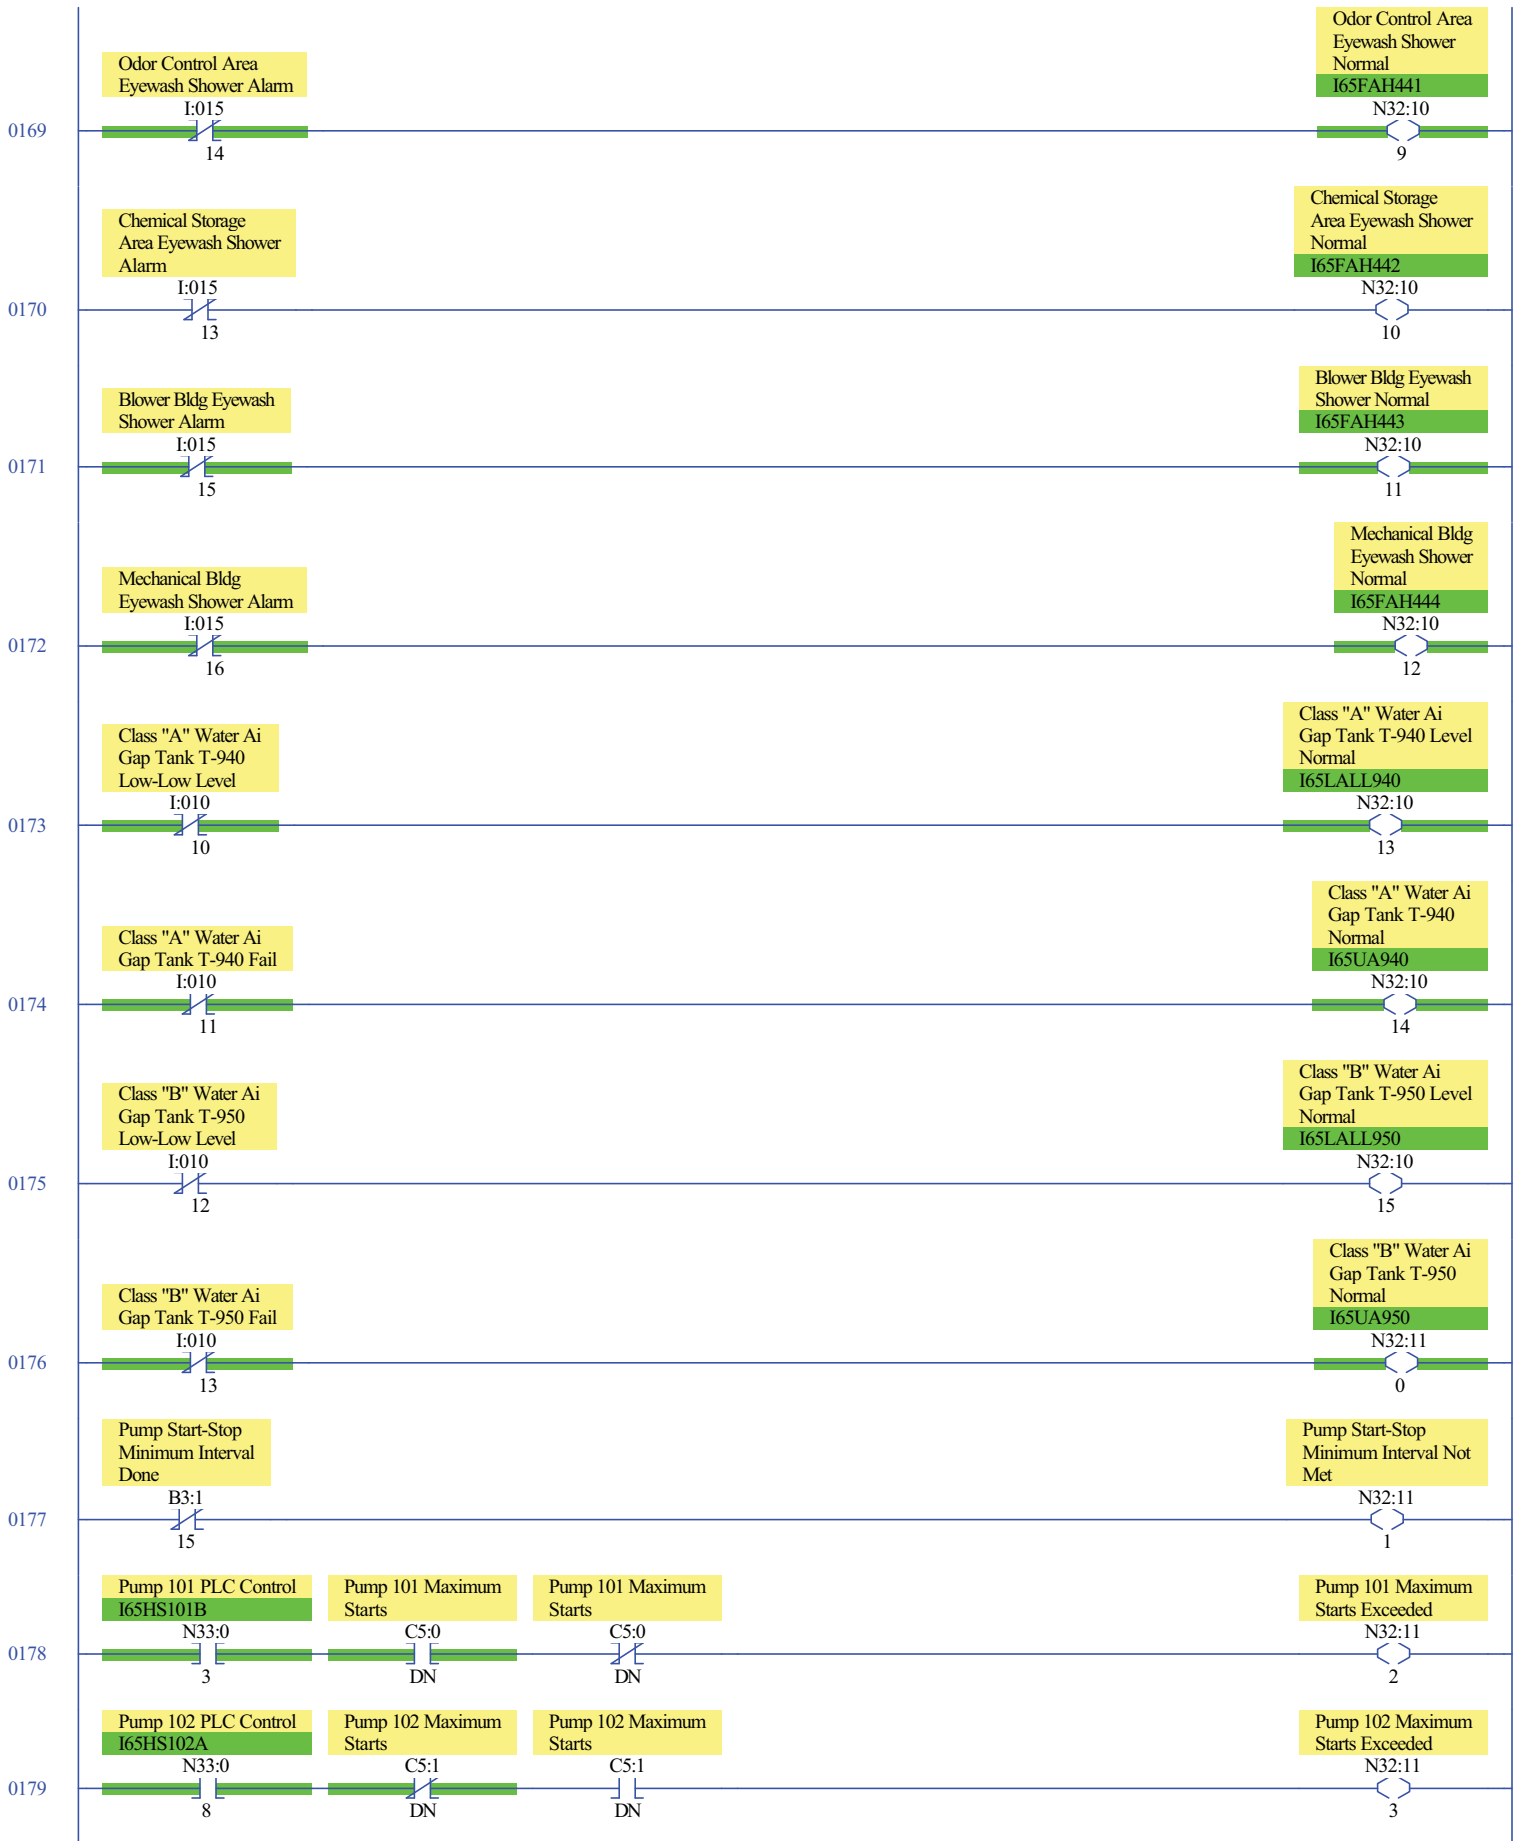 Odor Control Area
Eyewash Shower Alarm
I:015
14
Odor Control Area
Eyewash Shower
Normal
I65FAH441
N32:10
9
0169
Chemical Storage
Area Eyewash Shower
Alarm
I:015
13
Chemical Storage
Area Eyewash Shower
Normal
I65FAH442
N32:10
10
0170
Blower Bldg Eyewash
Shower Alarm
I:015
15
Blower Bldg Eyewash
Shower Normal
I65FAH443
N32:10
11
0171
Mechanical Bldg
Eyewash Shower Alarm
I:015
16
Mechanical Bldg
Eyewash Shower
Normal
I65FAH444
N32:10
12
0172
Class "A" Water Ai
Gap Tank T-940
Low-Low Level
I:010
10
Class "A" Water Ai
Gap Tank T-940 Level
Normal
I65LALL940
N32:10
13
0173
Class "A" Water Ai
Gap Tank T-940 Fail
I:010
11
Class "A" Water Ai
Gap Tank T-940
Normal
I65UA940
N32:10
14
0174
Class "B" Water Ai
Gap Tank T-950
Low-Low Level
I:010
12
Class "B" Water Ai
Gap Tank T-950 Level
Normal
I65LALL950
N32:10
15
0175
Class "B" Water Ai
Gap Tank T-950 Fail
I:010
13
Class "B" Water Ai
Gap Tank T-950
Normal
I65UA950
N32:11
0
0176
Pump Start-Stop
Minimum Interval
Done
B3:1
15
Pump Start-Stop
Minimum Interval Not
Met
N32:11
1
0177
Pump 101 PLC Control
I65HS101B
N33:0
3
Pump 101 Maximum
Starts
C5:0
DN
Pump 101 Maximum
Starts
C5:0
DN
Pump 101 Maximum
Starts Exceeded
N32:11
2
0178
Pump 102 PLC Control
I65HS102A
N33:0
8
Pump 102 Maximum
Starts
C5:1
DN
Pump 102 Maximum
Starts
C5:1
DN
Pump 102 Maximum
Starts Exceeded
N32:11
3
0179